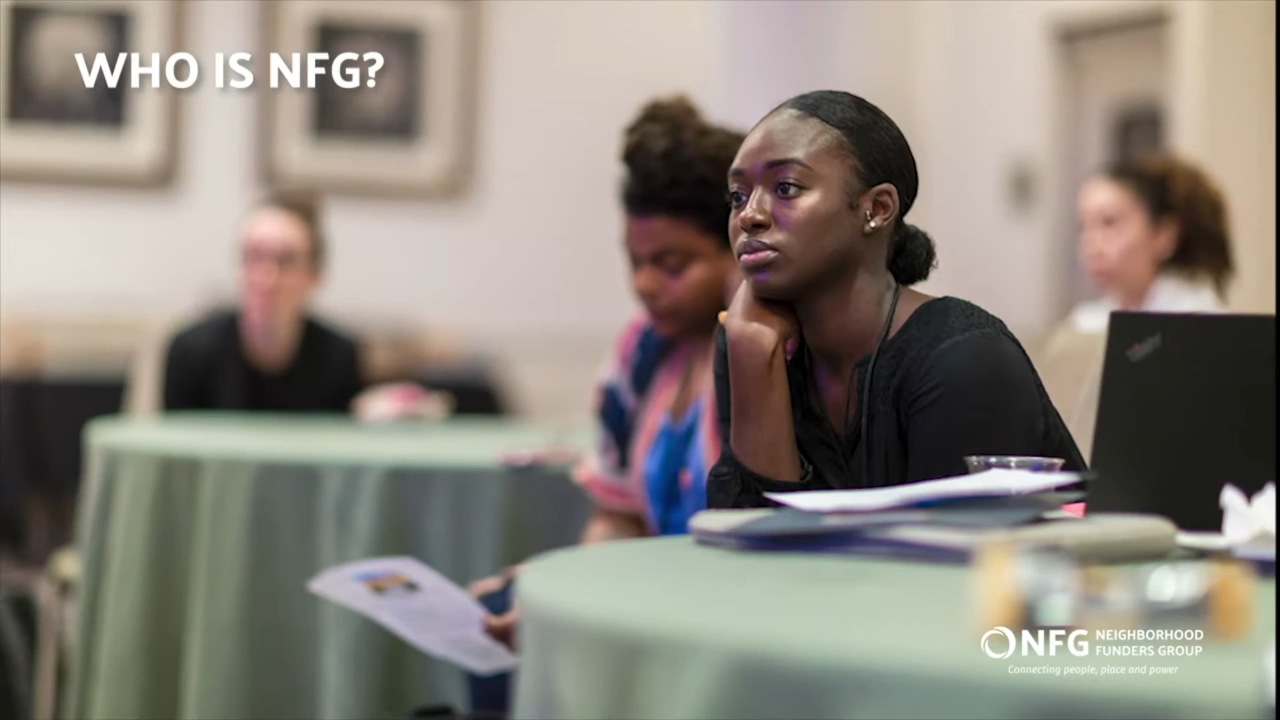 WHO IS NFG?
NFG
NEIGHBORHOOD
FUNDERS GROUP
Connecting people, place and power